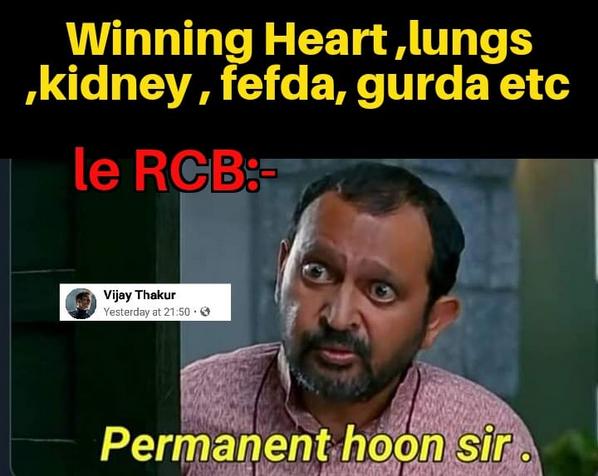 Winning Heart ,lungs
,kidney , fefda, gurda etc
le RCB:-
Vijay Thakur
Yesterday at 21:50 ·
Permanent hoon sir .